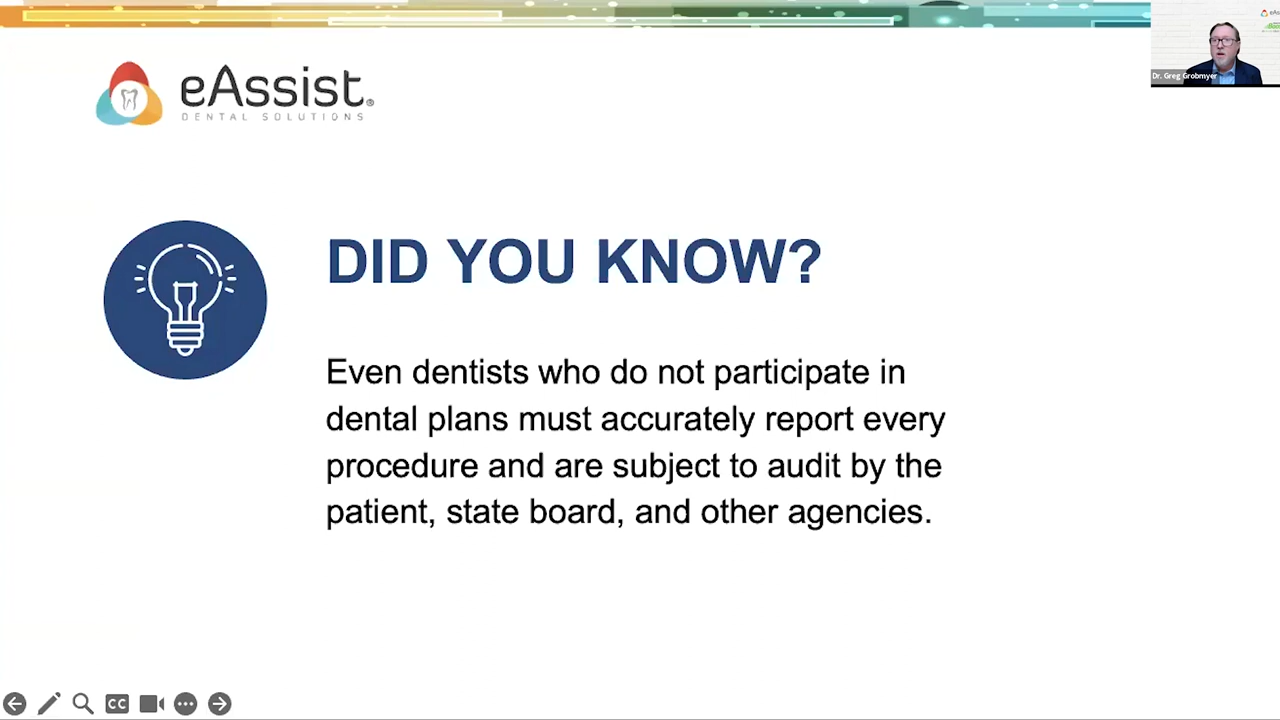 eAssist®
DENTAL SOLUTIONS
Dr. Greg Grobmyer
DID YOU KNOW?
Even dentists who do not participate in
dental plans must accurately report every
procedure and are subject to audit by the
patient, state board, and other agencies.
CC